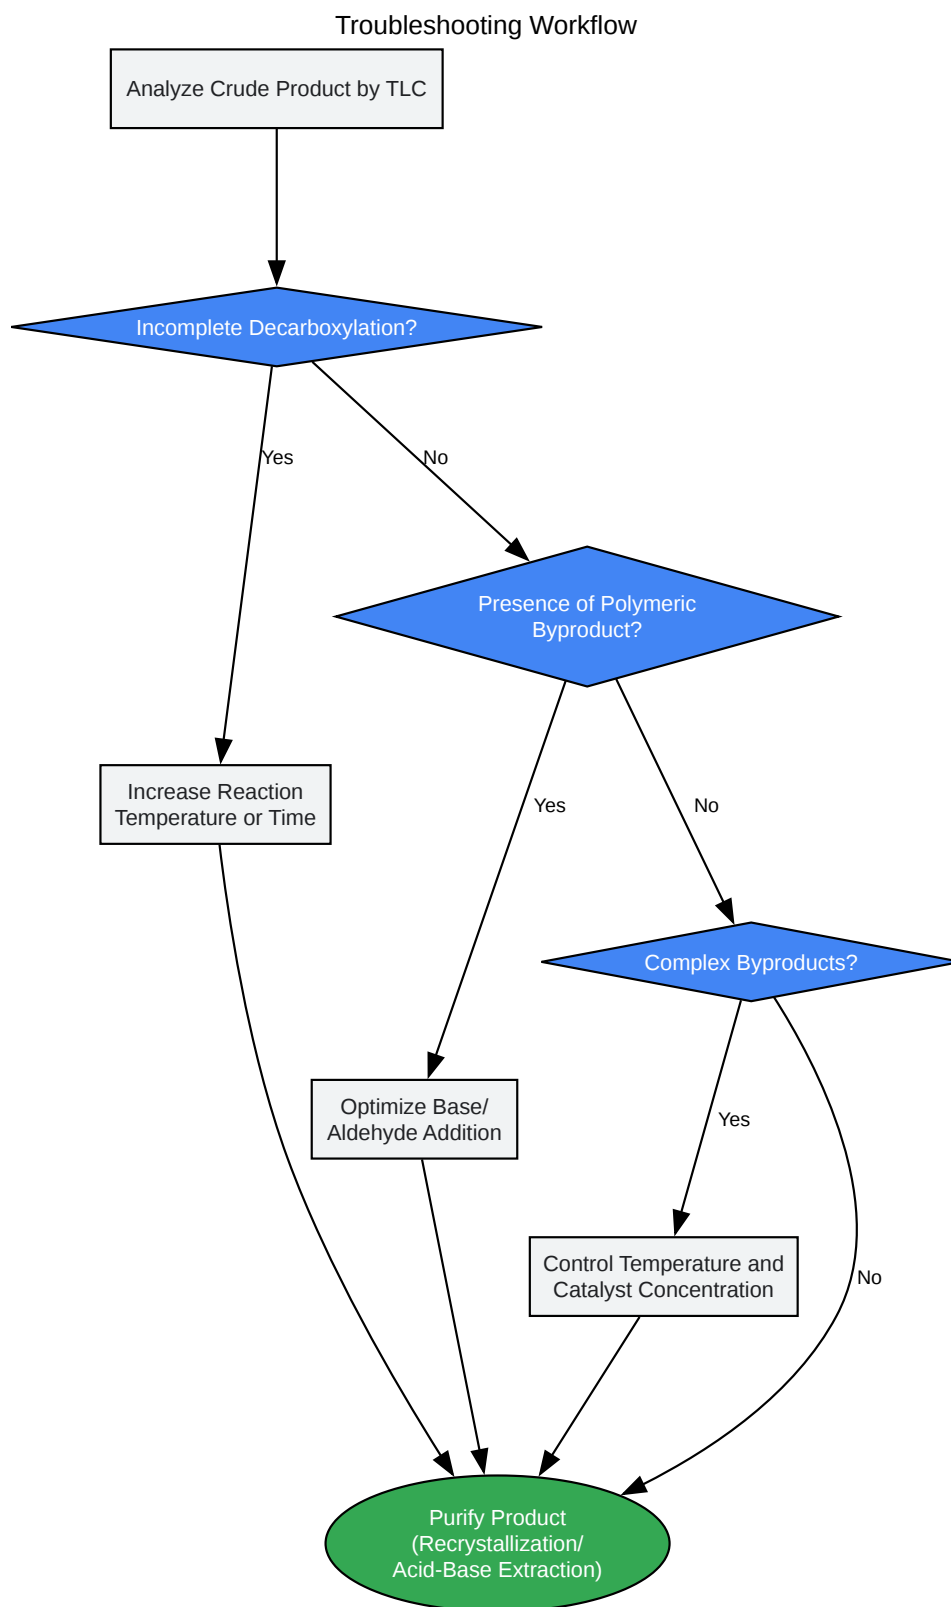 Troubleshooting Workflow
Analyze Crude Product by TLC
Incomplete Decarboxylation?
Yes
No
Presence of Polymeric
Byproduct?
Increase Reaction
Temperature or Time
Yes
No
Complex Byproducts?
Optimize Base/
Aldehyde Addition
Yes
Control Temperature and
Catalyst Concentration
No
Purify Product
(Recrystallization/
Acid-Base Extraction)